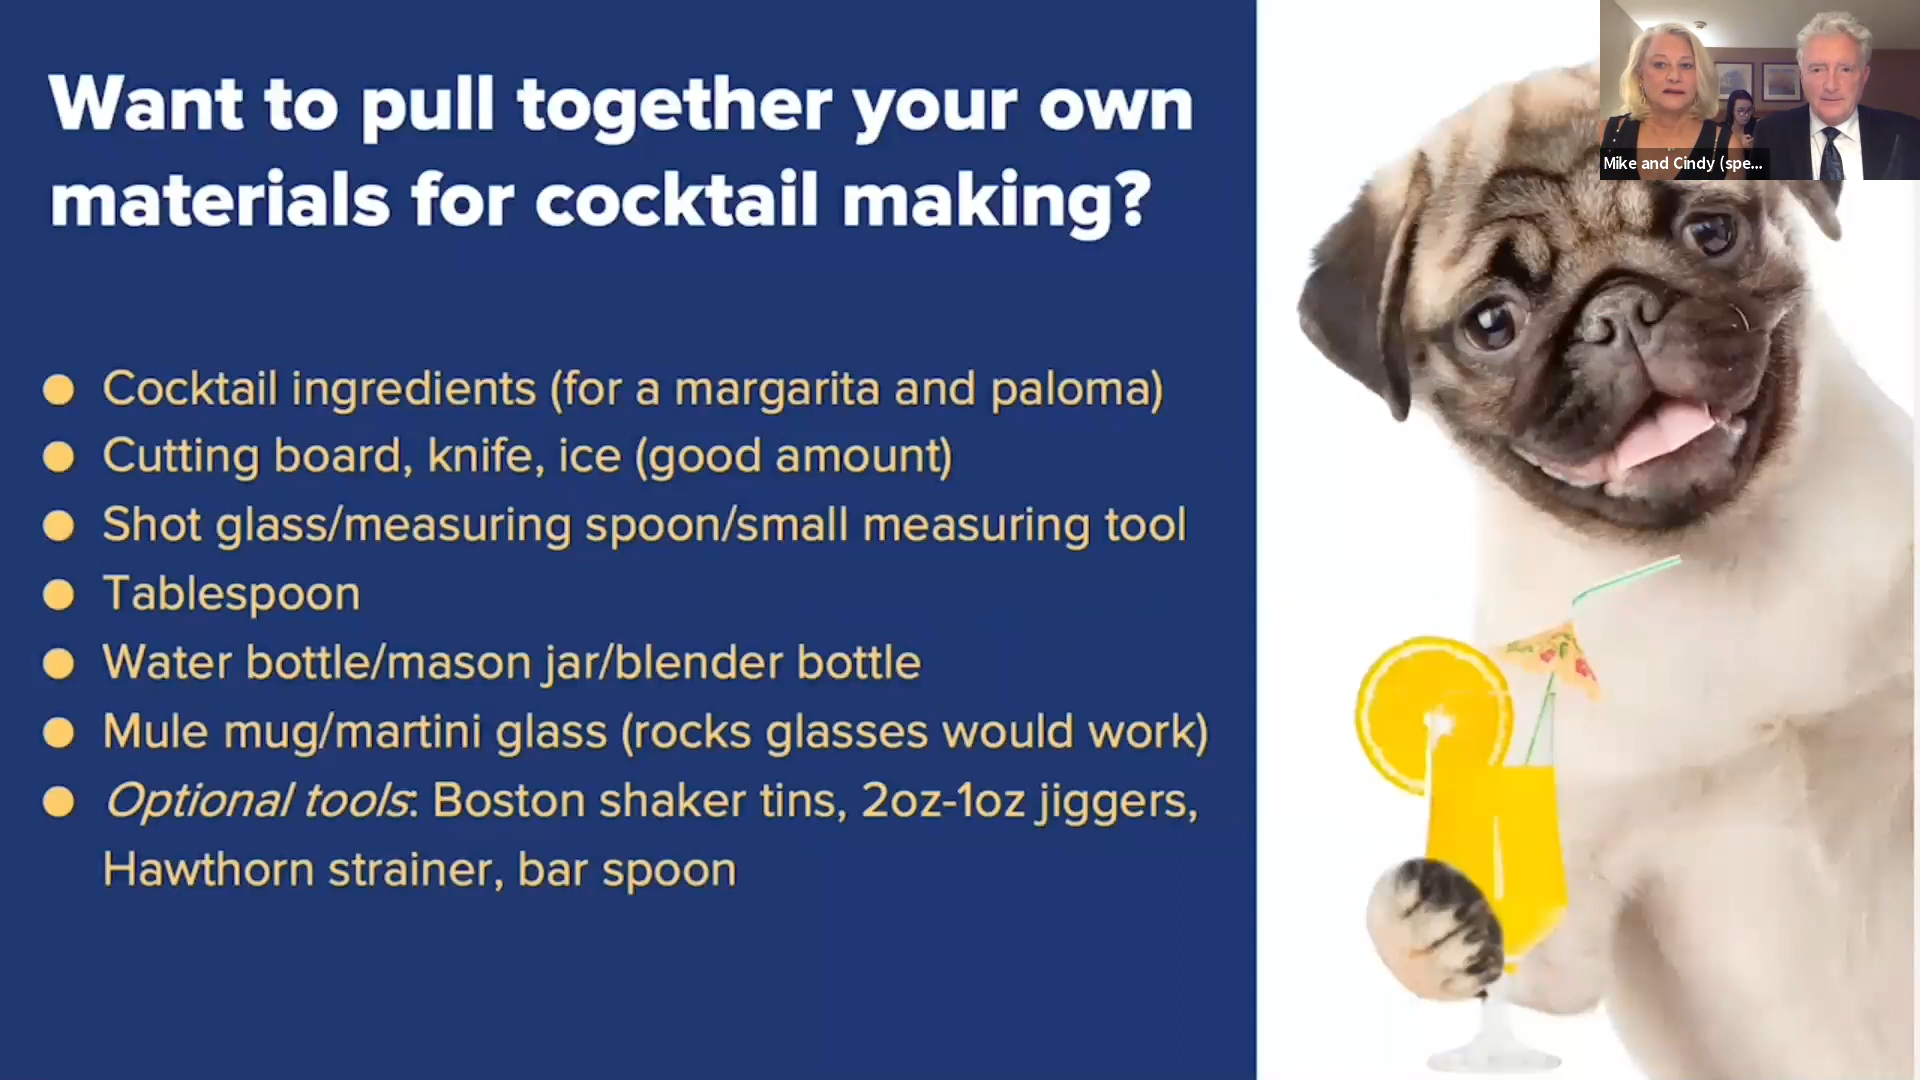 Want to pull together your own
materials for cocktail making?
Mike and Cindy (spe...
● Cocktail ingredients (for a margarita and paloma)
● Cutting board, knife, ice (good amount)
● Shot glass/measuring spoon/small measuring tool
● Tablespoon
● Water bottle/mason jar/blender bottle
● Mule mug/martini glass (rocks glasses would work)
● Optional tools: Boston shaker tins, 2oz-1oz jiggers,
Hawthorn strainer, bar spoon